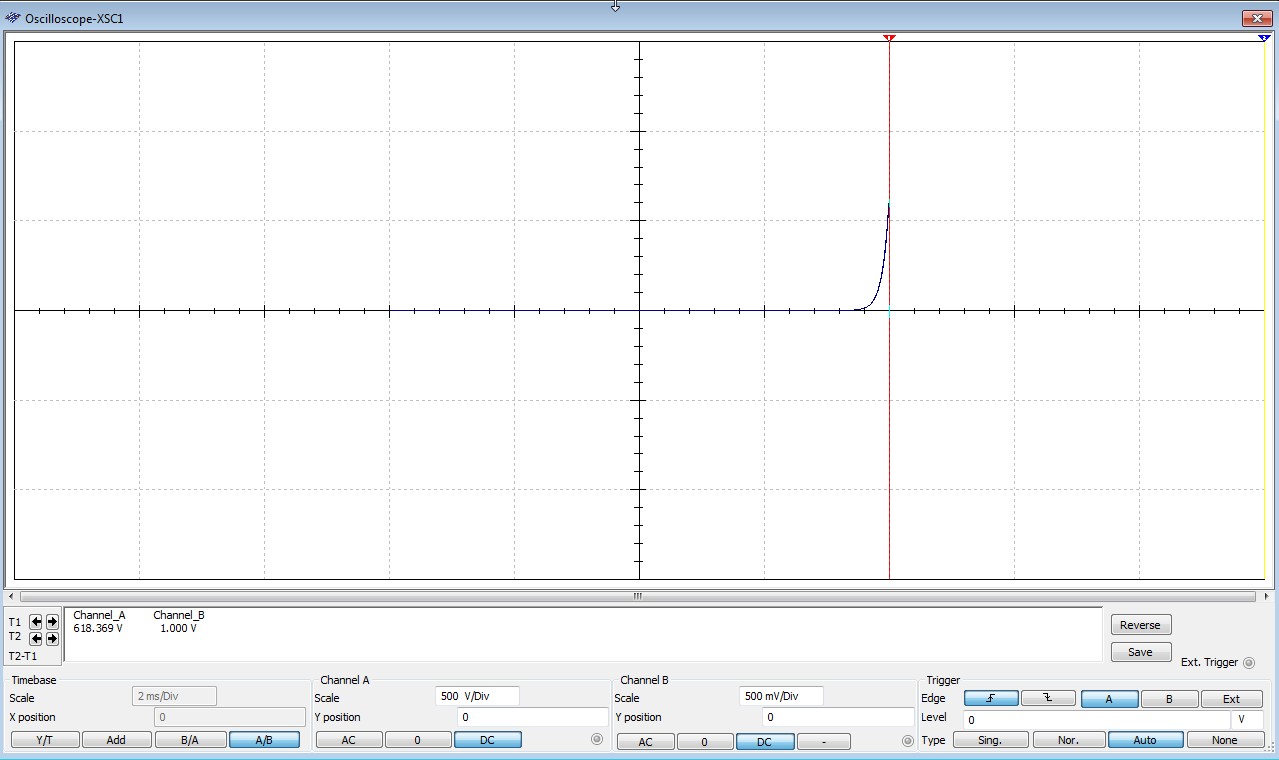 Oscilloscope-XSC1
1
2
T1
T2
T2-T1
Channel_A Channel_B
618.369 V 1.000 V
Reverse
Save
Ext. Trigger
Timebase
Scale 2 ms/Div
X position 0
Y/T Add B/A A/B
Channel A
Scale 500 V/Div
Y position 0
AC 0 DC
Channel B
Scale 500 mV/Div
Y position 0
AC 0 DC -
Trigger
Edge A B Ext
Level 0 V
Type Sing. Nor. Auto None